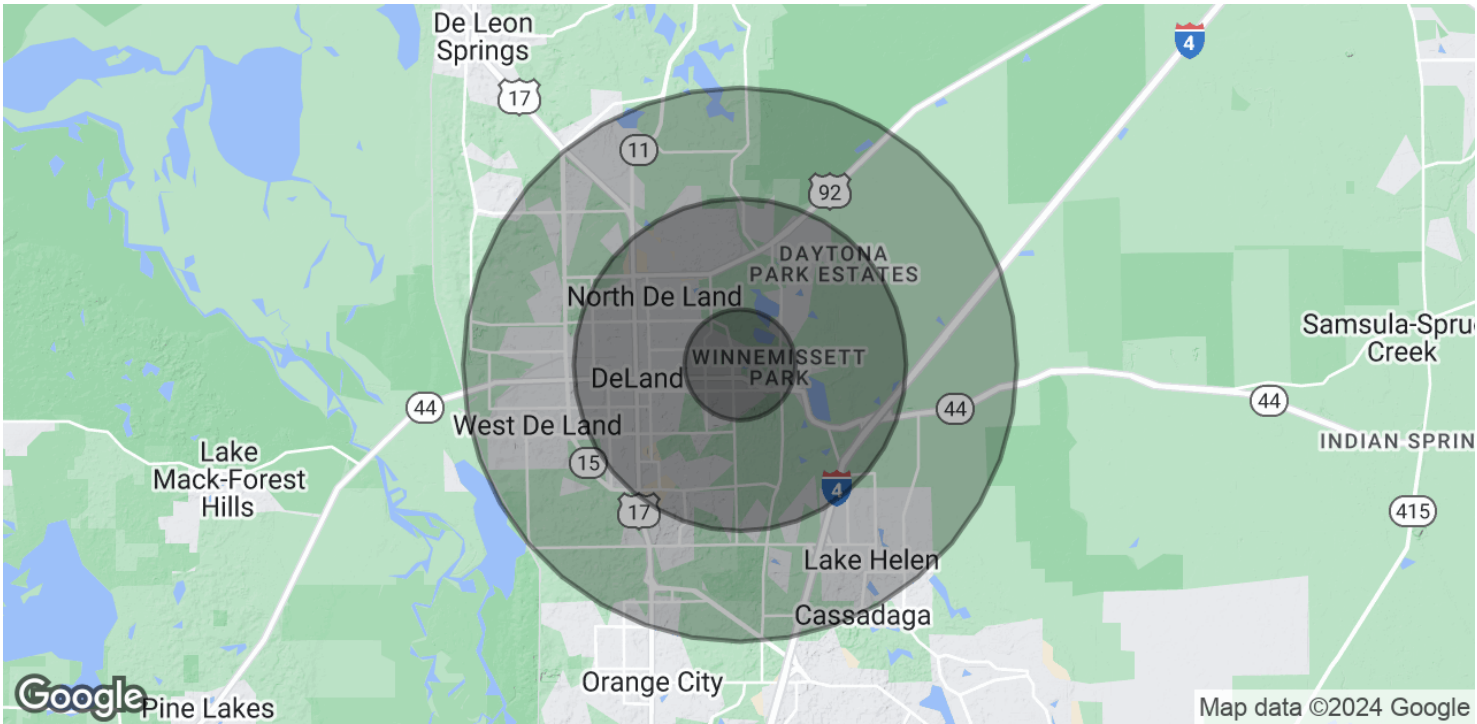 De Leon
Springs
4
17
11
92
DAYTONA
PARK ESTATES
North De Land
Samsula-Spru
Creek
WINNEMISSETT
PARK
DeLand
44
44
44
West De Land
INDIAN SPRIN
Lake
Mack-Forest
Hills
15
4
17
415
Lake Helen
Cassadaga
Orange City
Google
Pine Lakes
Map data ©2024 Google